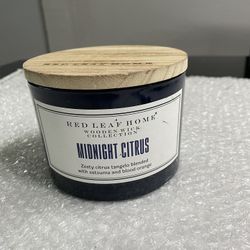 RED LEAF HOME
WOODEN WICK
COLLECTION
MIDNIGHT CITRUS
Zesty citrus tangelo blended
with satsuma and blood orange